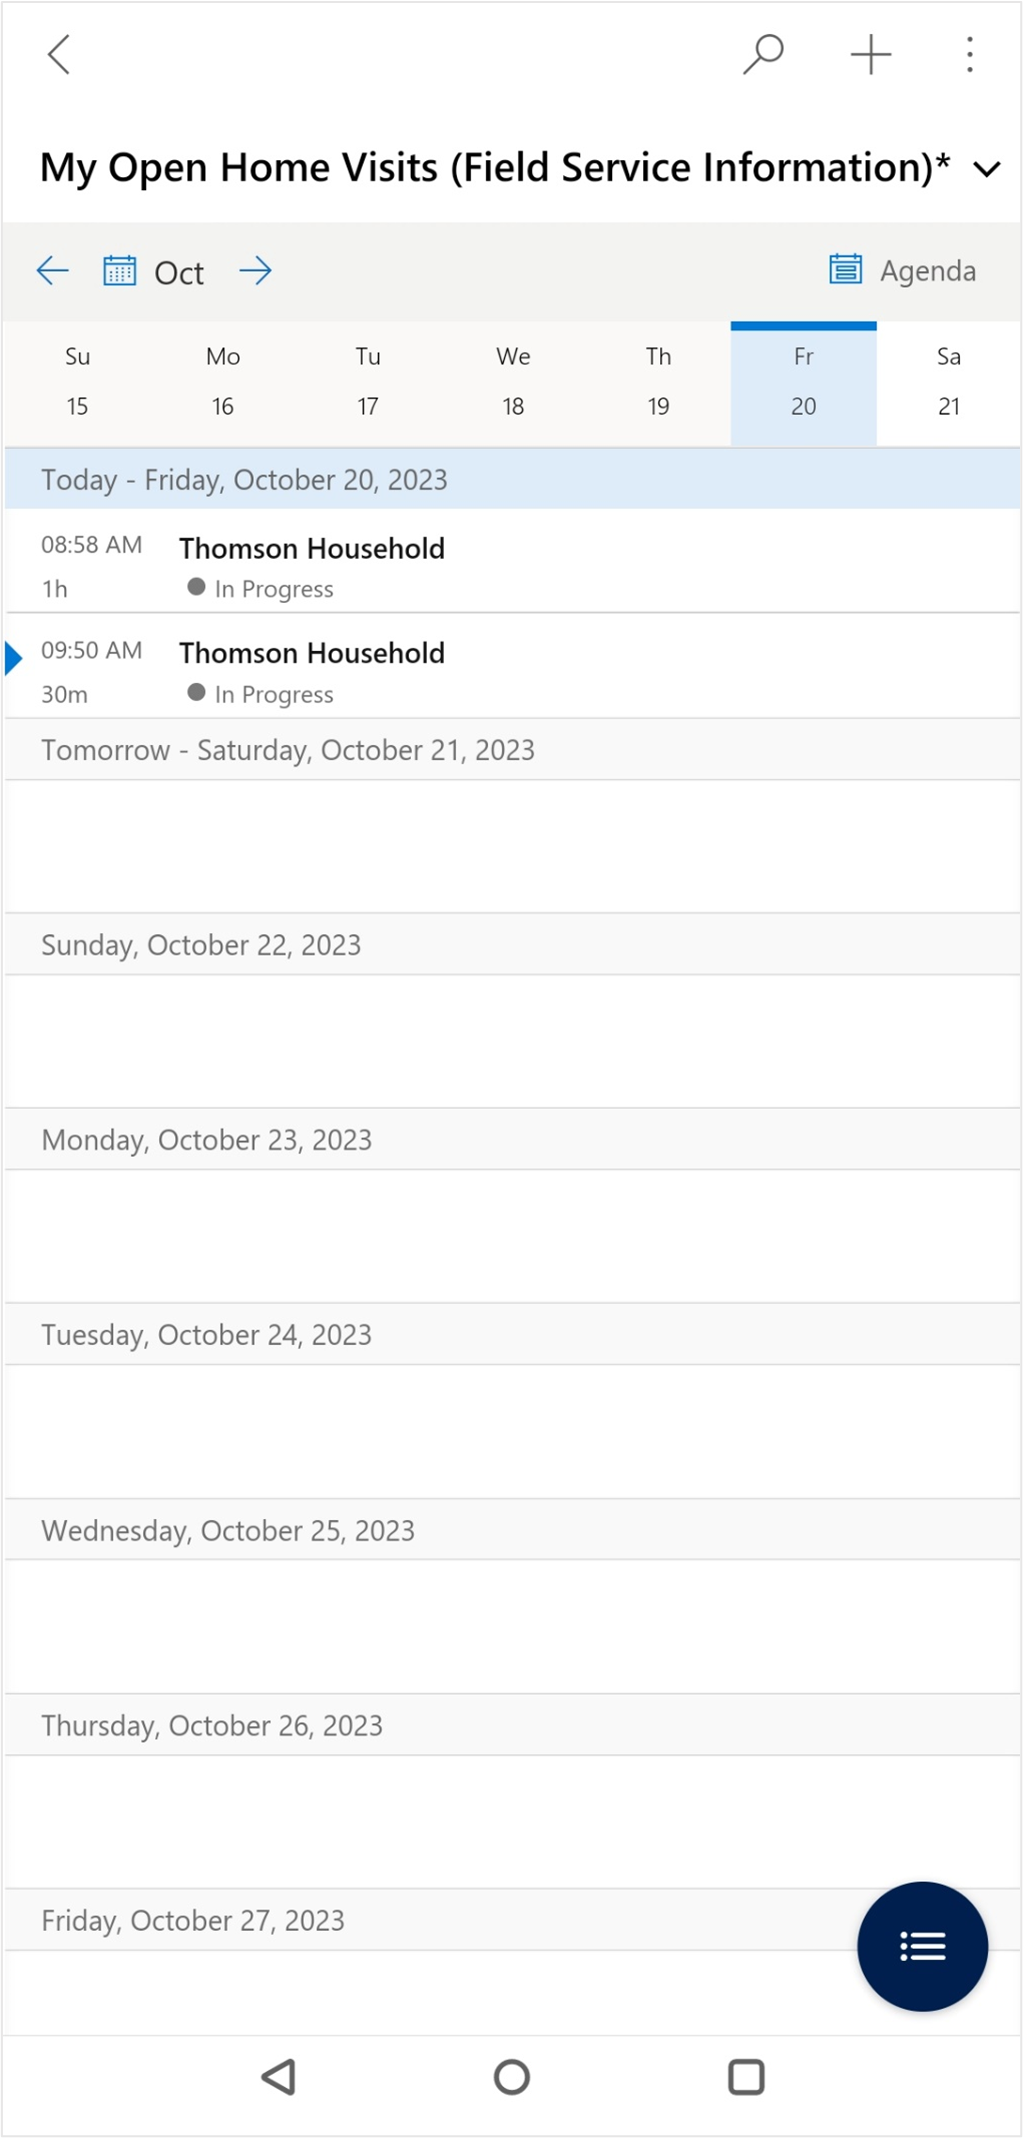 My Open Home Visits (Field Service Information)*
Oct
Agenda
Su Mo Tu We Th Fr Sa
15 16 17 18 19 20 21
Today - Friday, October 20, 2023
08:58 AM Thomson Household
1h In Progress
09:50 AM Thomson Household
30m In Progress
Tomorrow - Saturday, October 21, 2023
Sunday, October 22, 2023
Monday, October 23, 2023
Tuesday, October 24, 2023
Wednesday, October 25, 2023
Thursday, October 26, 2023
Friday, October 27, 2023